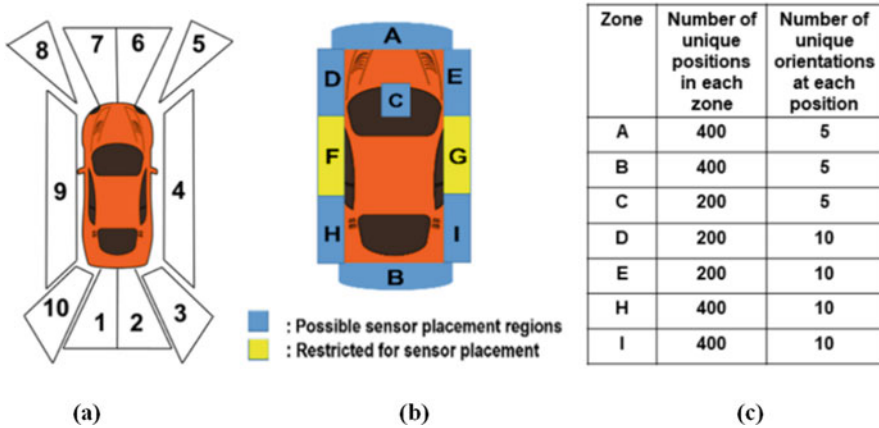 8 7 6 5
9 4
10 1 2 3
A
D E
C
F G
H I
B
: Possible sensor placement regions
: Restricted for sensor placement
Zone Number of unique positions in each zone Number of unique orientations at each position
A 400 5
B 400 5
C 200 5
D 200 10
E 200 10
H 400 10
I 400 10
(a) (b) (c)